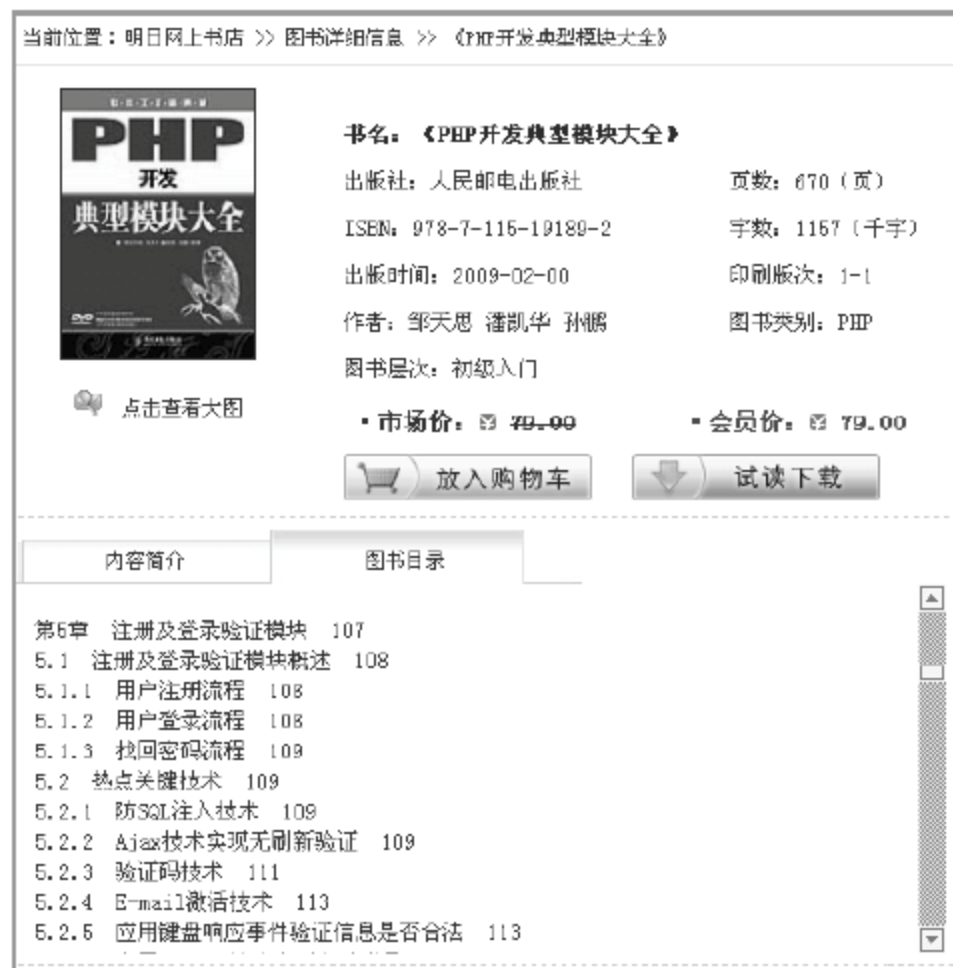 当前位置：明日网上书店 >> 图书详细信息 >> 《PHP开发典型模块大全》
PHP
开发
典型模块大全
DVD
点击查看大图
书名：《PHP开发典型模块大全》
出版社：人民邮电出版社 页数：670（页）
ISBN：978-7-115-19189-2 字数：1157（千字）
出版时间：2009-02-00 印刷版次：1-1
作者：邹天思 潘凯华 孙鹏 图书类别：PHP
图书层次：初级入门
▪市场价： 79.00 ▪会员价： 79.00
放入购物车 试读下载
内容简介 图书目录
第5章 注册及登录验证模块 107
5.1 注册及登录验证模块概述 108
5.1.1 用户注册流程 108
5.1.2 用户登录流程 108
5.1.3 找回密码流程 109
5.2 热点关键技术 109
5.2.1 防SQL注入技术 109
5.2.2 Ajax技术实现无刷新验证 109
5.2.3 验证码技术 111
5.2.4 E-mail激活技术 113
5.2.5 应用键盘响应事件验证信息是否合法 113